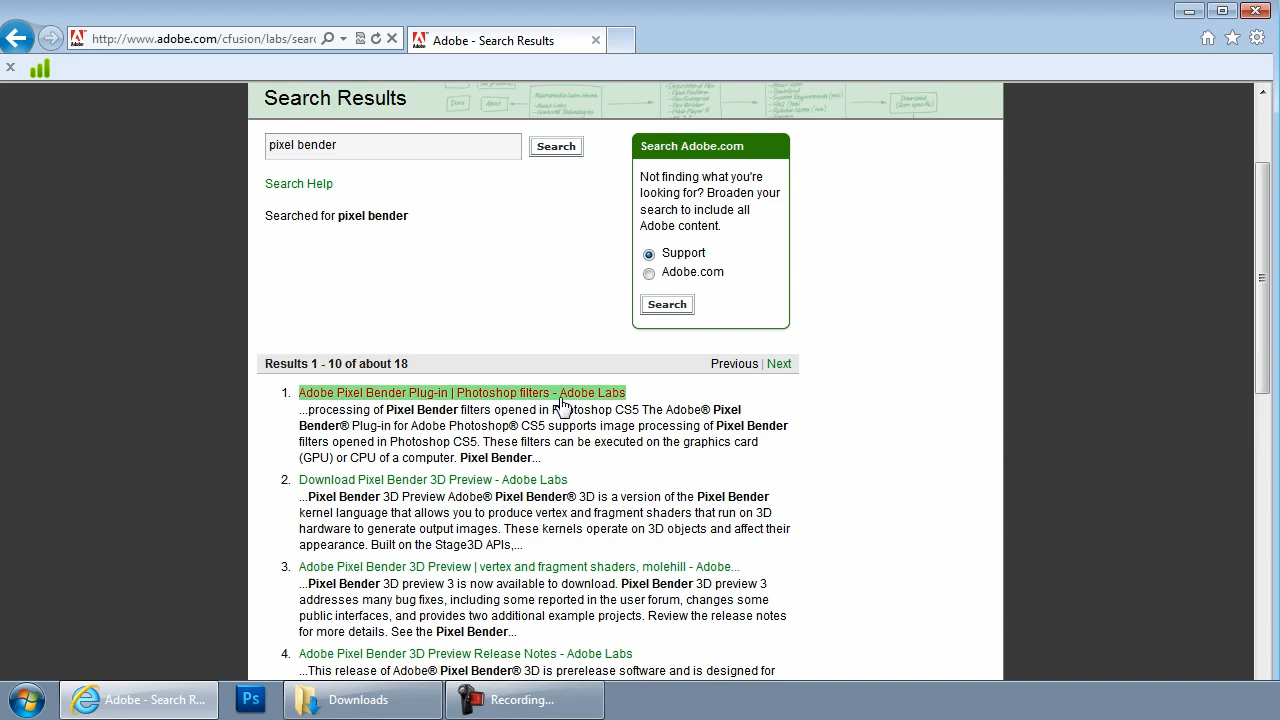 http://www.adobe.com/cfusion/labs/searc
Adobe - Search Results
Search Results
pixel bender
Search
Search Help
Searched for pixel bender
Search Adobe.com
Not finding what you're
looking for? Broaden your
search to include all
Adobe content.
Support
Adobe.com
Search
Results 1 - 10 of about 18
Previous | Next
1. Adobe Pixel Bender Plug-in | Photoshop filters - Adobe Labs
...processing of Pixel Bender filters opened in Photoshop CS5 The Adobe® Pixel
Bender® Plug-in for Adobe Photoshop® CS5 supports image processing of Pixel Bender
filters opened in Photoshop CS5. These filters can be executed on the graphics card
(GPU) or CPU of a computer. Pixel Bender...
2. Download Pixel Bender 3D Preview - Adobe Labs
...Pixel Bender 3D Preview Adobe® Pixel Bender® 3D is a version of the Pixel Bender
kernel language that allows you to produce vertex and fragment shaders that run on 3D
hardware to generate output images. These kernels operate on 3D objects and affect their
appearance. Built on the Stage3D APIs,...
3. Adobe Pixel Bender 3D Preview | vertex and fragment shaders, molehill - Adobe...
...Pixel Bender 3D preview 3 is now available to download. Pixel Bender 3D preview 3
addresses many bug fixes, including some reported in the user forum, changes some
public interfaces, and provides two additional example projects. Review the release notes
for more details. See the Pixel Bender...
4. Adobe Pixel Bender 3D Preview Release Notes - Adobe Labs
...This release of Adobe® Pixel Bender® 3D is prerelease software and is designed for
Adobe - Search R...
Ps
Downloads
Recording...